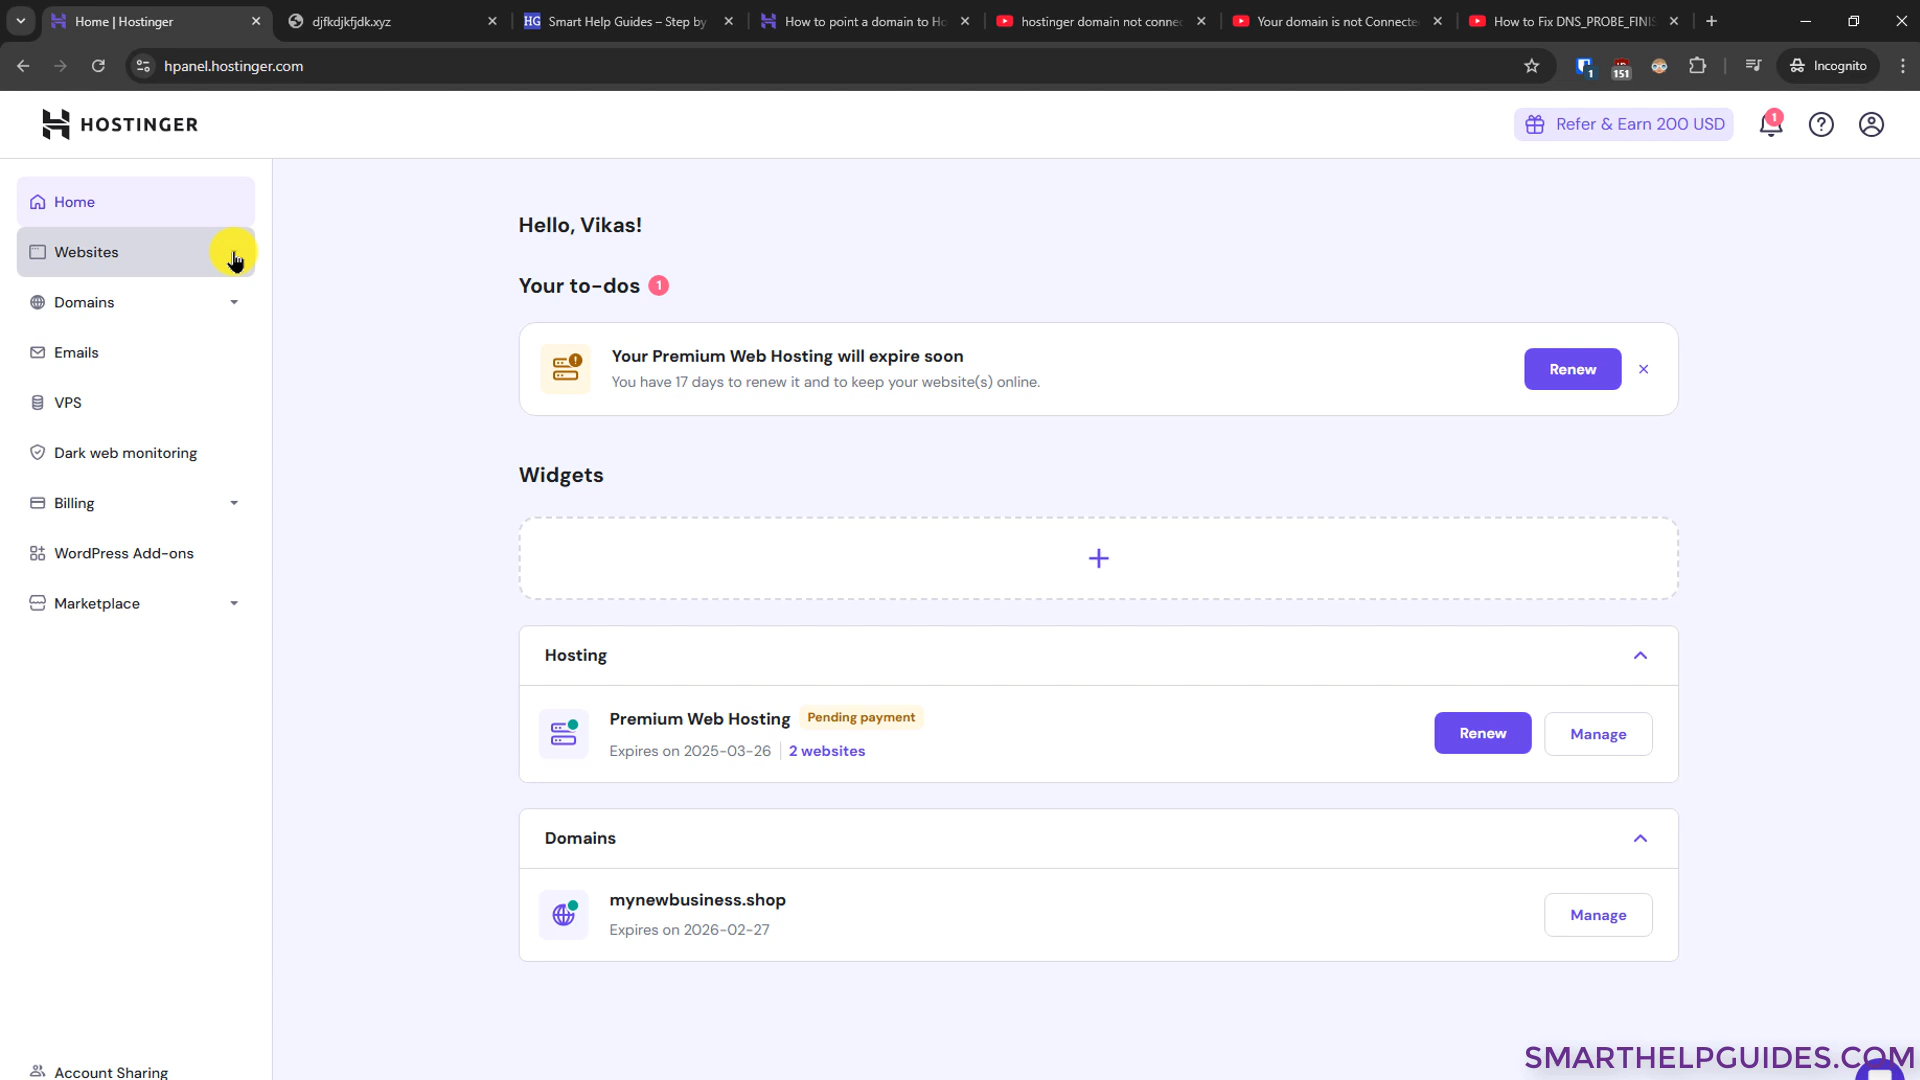 Home | Hostinger
djfkdjkfjdk.xyz
Smart Help Guides – Step by
How to point a domain to Ho
hostinger domain not connec
Your domain is not Connecte
How to Fix DNS_PROBE_FINIS
hpanel.hostinger.com
1
151
Incognito
HOSTINGER
Refer & Earn 200 USD
1
Home
Websites
Domains
Emails
VPS
Dark web monitoring
Billing
WordPress Add-ons
Marketplace
Account Sharing
Hello, Vikas!
Your to-dos 1
Your Premium Web Hosting will expire soon
You have 17 days to renew it and to keep your website(s) online.
Renew
Widgets
Hosting
Premium Web Hosting Pending payment
Expires on 2025-03-26 2 websites
Renew
Manage
Domains
mynewbusiness.shop
Expires on 2026-02-27
Manage
SMARTHELPGUIDES.COM